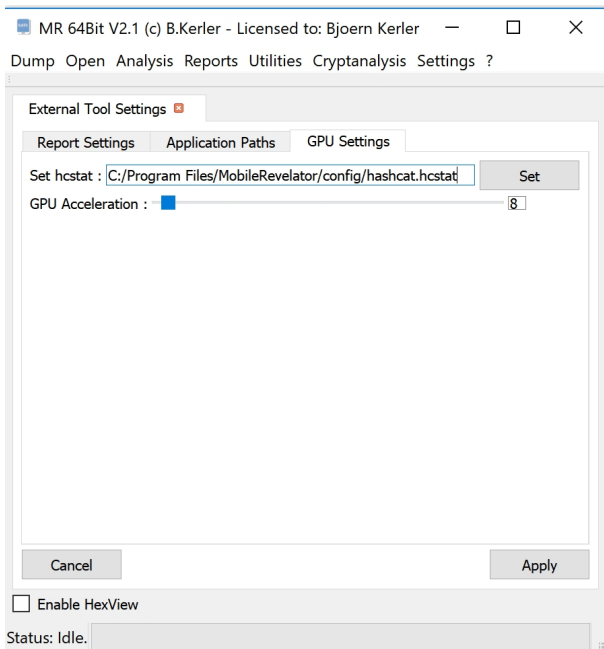 MR 64Bit V2.1 (c) B.Kerler - Licensed to: Bjoern Kerler
Dump Open Analysis Reports Utilities Cryptanalysis Settings ?
External Tool Settings
Report Settings Application Paths GPU Settings
Set hcstat : C:/Program Files/MobileRevelator/config/hashcat.hcstat Set
GPU Acceleration : 8
Cancel Apply
Enable HexView
Status: Idle.